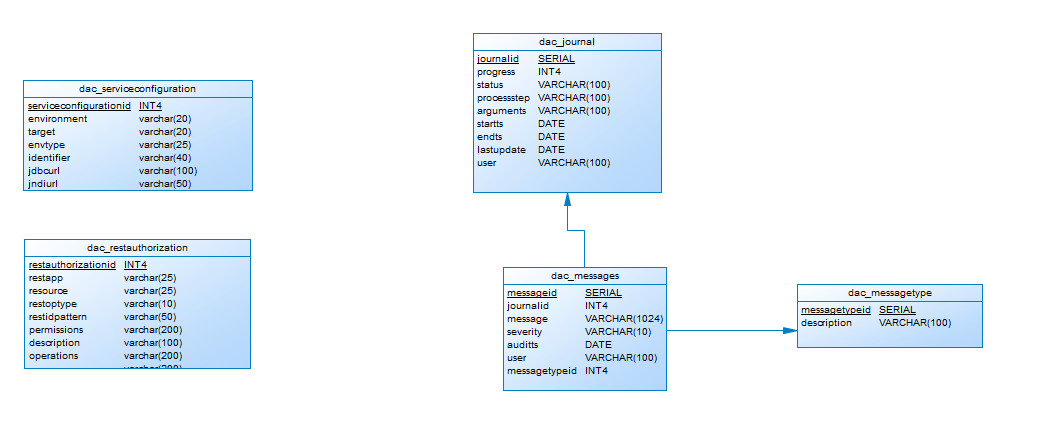 dac_journal
journalid SERIAL
progress INT4
status VARCHAR(100)
processstep VARCHAR(100)
arguments VARCHAR(100)
startts DATE
endts DATE
lastupdate DATE
user VARCHAR(100)
dac_serviceconfiguration
serviceconfigurationid INT4
environment varchar(20)
target varchar(20)
envtype varchar(25)
identifier varchar(40)
jdbcurl varchar(100)
jndiurl varchar(50)
dac_restauthorization
restauthorizationid INT4
restapp varchar(25)
resource varchar(25)
restoptype varchar(10)
restidpattern varchar(50)
permissions varchar(200)
description varchar(100)
operations varchar(200)
varchar(200)
dac_messages
messageid SERIAL
journalid INT4
message VARCHAR(1024)
severity VARCHAR(10)
auditts DATE
user VARCHAR(100)
messagetypeid INT4
dac_messagetype
messagetypeid SERIAL
description VARCHAR(100)